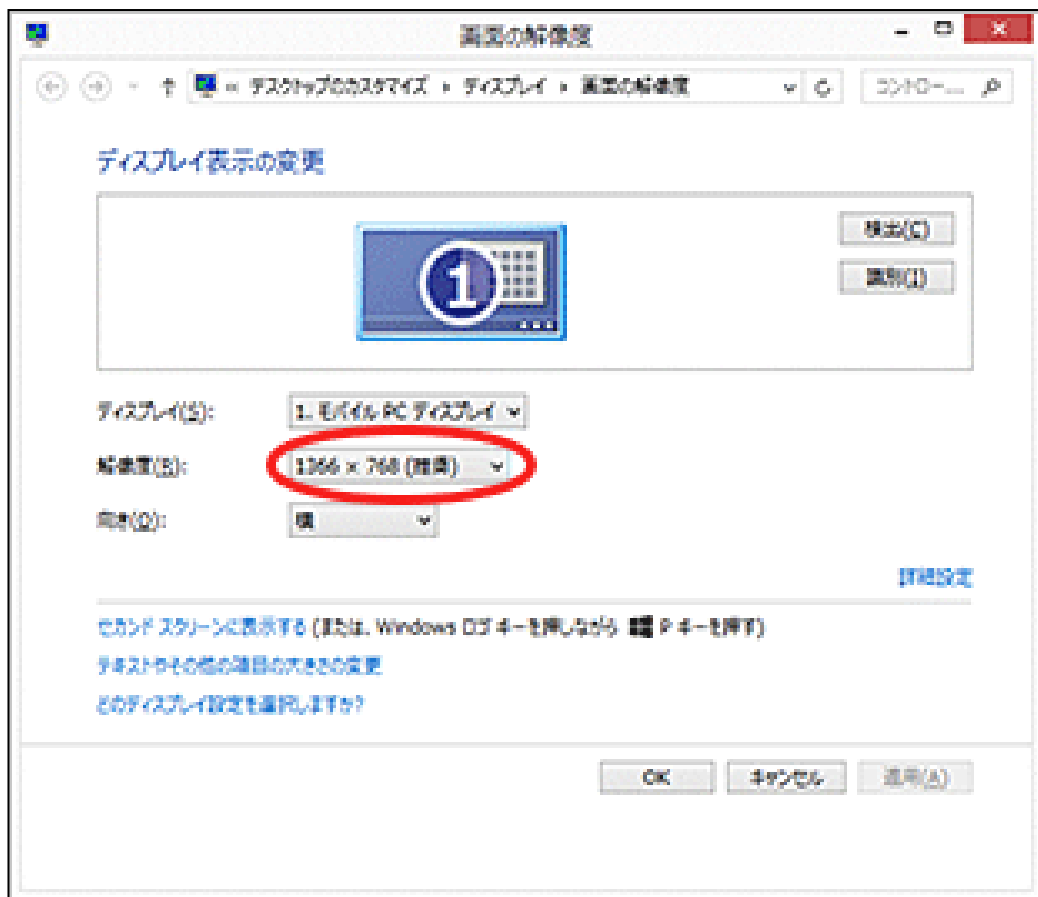 画面の解像度
« デスクトップのカスタマイズ ▸ ディスプレイ ▸ 画面の解像度
コントロー...
ディスプレイ表示の変更
検出(C)
識別(I)
1
ディスプレイ(S): 1. モバイル PC ディスプレイ
解像度(R): 1366 × 768 (推奨)
向き(O): 横
詳細設定
セカンド スクリーンに表示する (または、Windows ロゴ キーを押しながら P キーを押す)
テキストやその他の項目の大きさの変更
どのディスプレイ設定を選択しますか?
OK キャンセル 適用(A)